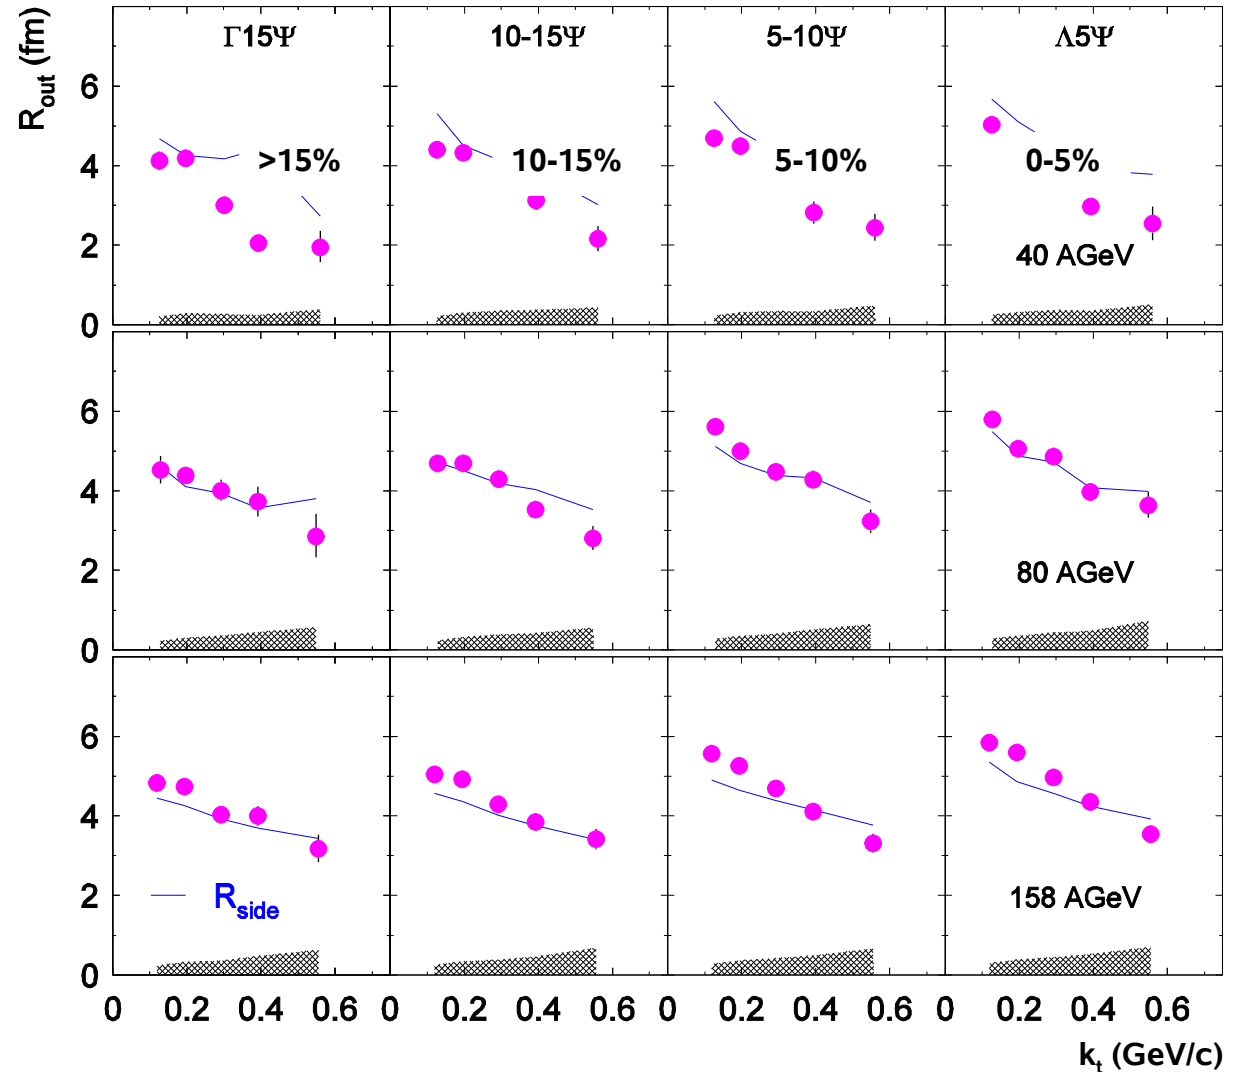 Γ15Ψ 10-15Ψ 5-10Ψ Λ5Ψ
R_out (fm)
6
>15% 10-15% 5-10% 0-5%
4
2
40 AGeV
0
6
4
2
80 AGeV
0
6
4
2
R_side
158 AGeV
0
0 0.2 0.4 0.6 0 0.2 0.4 0.6 0 0.2 0.4 0.6 0 0.2 0.4 0.6
k_t (GeV/c)